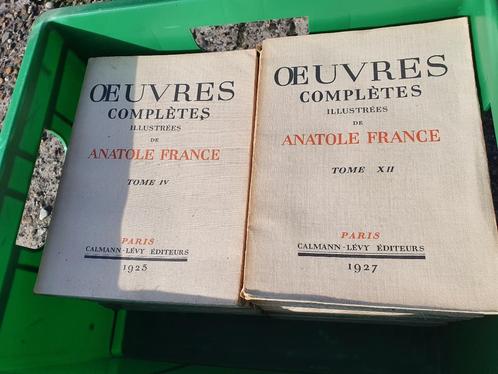 ŒUVRES
COMPLÈTES
ILLUSTRÉES
DE
ANATOLE FRANCE
TOME IV
PARIS
CALMANN-LÉVY ÉDITEURS
1925
ŒUVRES
COMPLÈTES
ILLUSTRÉES
DE
ANATOLE FRANCE
TOME XII
PARIS
CALMANN-LÉVY ÉDITEURS
1927